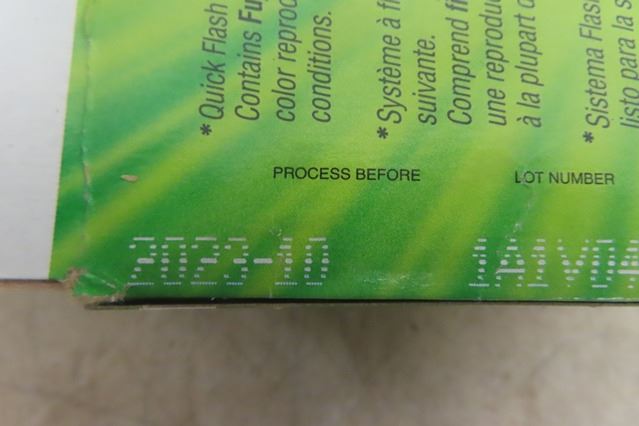 * Quick Flash
Contains Fu
color reproc
conditions.
* Système à f
suivante.
Comprend f
une reprodu
à la plupart d
* Sistema Flas
listo para la s
PROCESS BEFORE
LOT NUMBER
2023-10
1A1V04